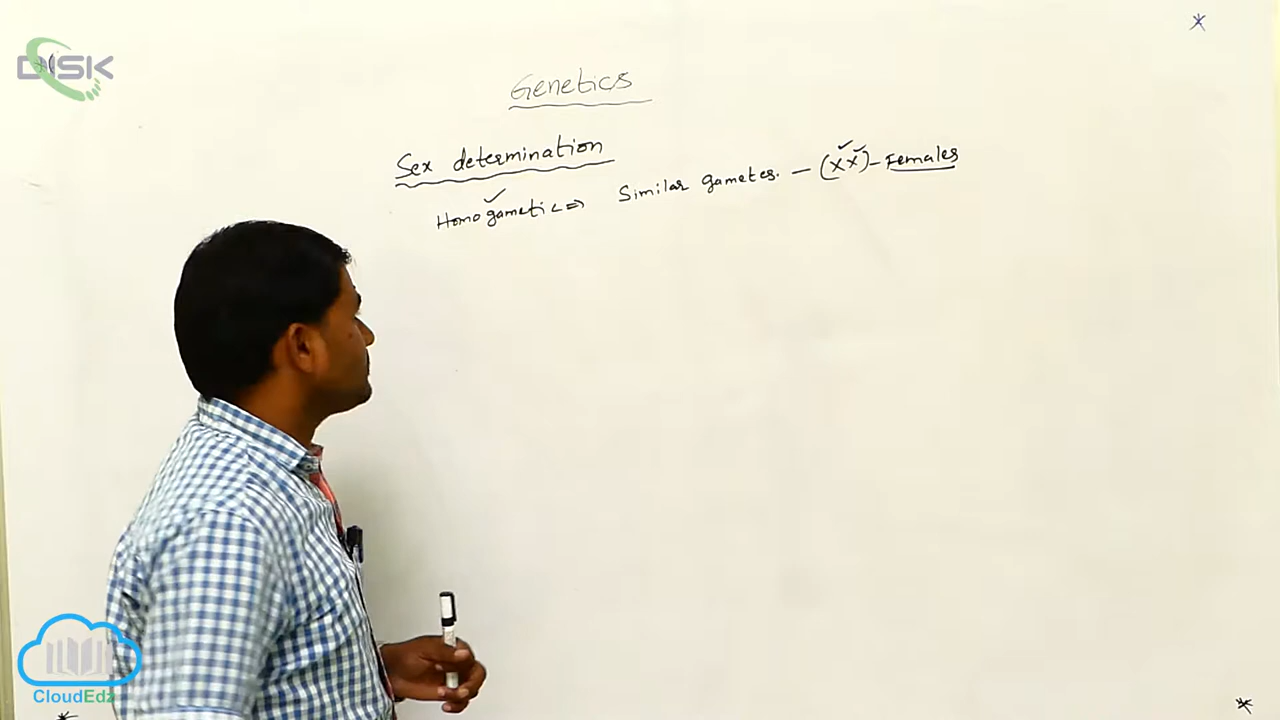 DISK
Genetics
Sex determination
Homogametic ⇒ Similar gametes. – (XX) – Females
CloudEdz